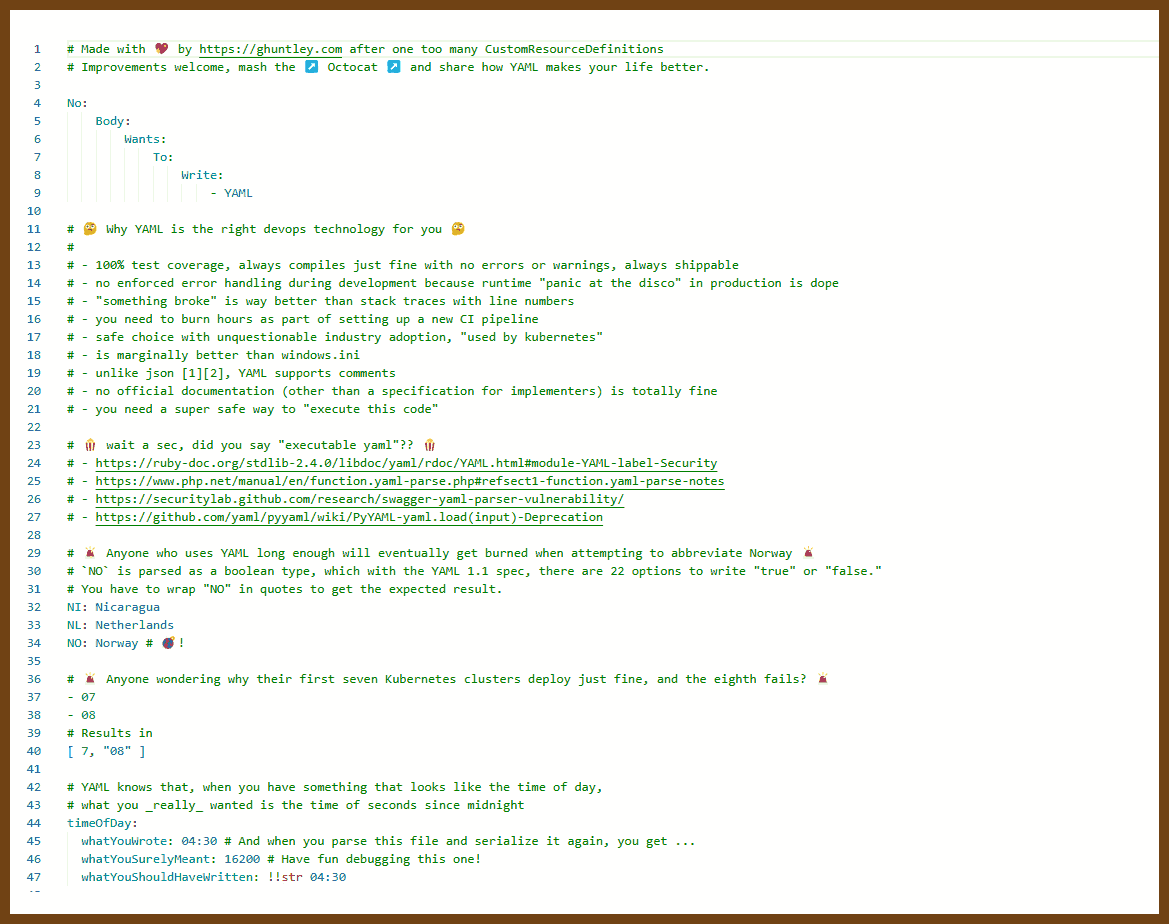 1 # Made with 💖 by https://ghuntley.com after one too many CustomResourceDefinitions
2 # Improvements welcome, mash the ↗️ Octocat ↗️ and share how YAML makes your life better.
3
4 No:
5     Body:
6         Wants:
7             To:
8                 Write:
9                     - YAML
10
11 # 🤔 Why YAML is the right devops technology for you 🤔
12 #
13 # - 100% test coverage, always compiles just fine with no errors or warnings, always shippable
14 # - no enforced error handling during development because runtime "panic at the disco" in production is dope
15 # - "something broke" is way better than stack traces with line numbers
16 # - you need to burn hours as part of setting up a new CI pipeline
17 # - safe choice with unquestionable industry adoption, "used by kubernetes"
18 # - is marginally better than windows.ini
19 # - unlike json [1][2], YAML supports comments
20 # - no official documentation (other than a specification for implementers) is totally fine
21 # - you need a super safe way to "execute this code"
22
23 # 🍿 wait a sec, did you say "executable yaml"?? 🍿
24 # - https://ruby-doc.org/stdlib-2.4.0/libdoc/yaml/rdoc/YAML.html#module-YAML-label-Security
25 # - https://www.php.net/manual/en/function.yaml-parse.php#refsect1-function.yaml-parse-notes
26 # - https://securitylab.github.com/research/swagger-yaml-parser-vulnerability/
27 # - https://github.com/yaml/pyyaml/wiki/PyYAML-yaml.load(input)-Deprecation
28
29 # 🚨 Anyone who uses YAML long enough will eventually get burned when attempting to abbreviate Norway 🚨
30 # `NO` is parsed as a boolean type, which with the YAML 1.1 spec, there are 22 options to write "true" or "false."
31 # You have to wrap "NO" in quotes to get the expected result.
32 NI: Nicaragua
33 NL: Netherlands
34 NO: Norway # 💣!
35
36 # 🚨 Anyone wondering why their first seven Kubernetes clusters deploy just fine, and the eighth fails? 🚨
37 - 07
38 - 08
39 # Results in
40 [ 7, "08" ]
41
42 # YAML knows that, when you have something that looks like the time of day,
43 # what you _really_ wanted is the time of seconds since midnight
44 timeOfDay:
45   whatYouWrote: 04:30 # And when you parse this file and serialize it again, you get ...
46   whatYouSurelyMeant: 16200 # Have fun debugging this one!
47   whatYouShouldHaveWritten: !!str 04:30